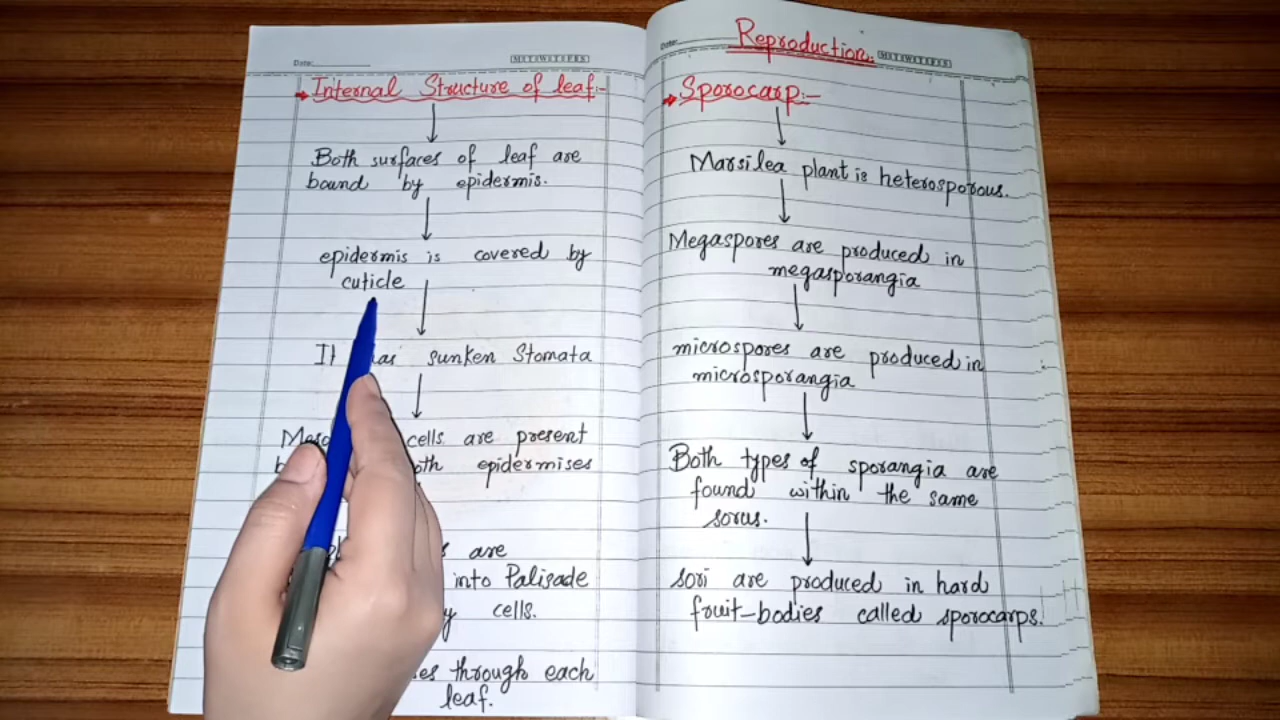 Date:
Internal Structure of leaf:-
Both surfaces of leaf are
bound by epidermis.
epidermis is covered by
cuticle
sunken Stomata
cells are present
epidermises
are
into Palisade
cells.
through each
leaf.
Date:
Reproduction:
Sporocarp:-
Marsilea plant is heterosporous.
Megaspores are produced in
megasporangia
microspores are produced in
microsporangia
Both types of sporangia are
found within the same
sorus.
sori are produced in hard
fruit-bodies called sporocarps.